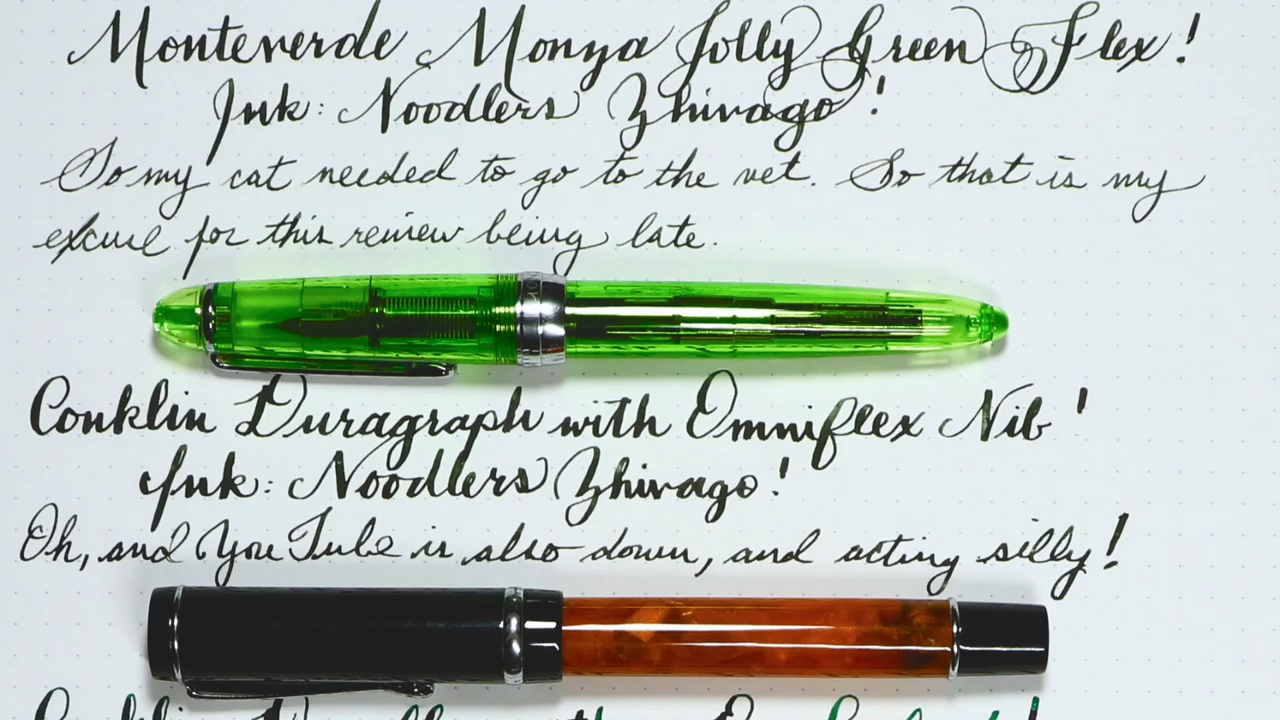 Monteverde Monza Jolly Green Flex!
Ink: Noodlers Zhivago!
So my cat needed to go to the vet. So that is my
excuse for this review being late.
Conklin Duragraph with Omniflex Nib!
Ink: Noodlers Zhivago!
Oh, and YouTube is also down, and acting silly!
Conklin